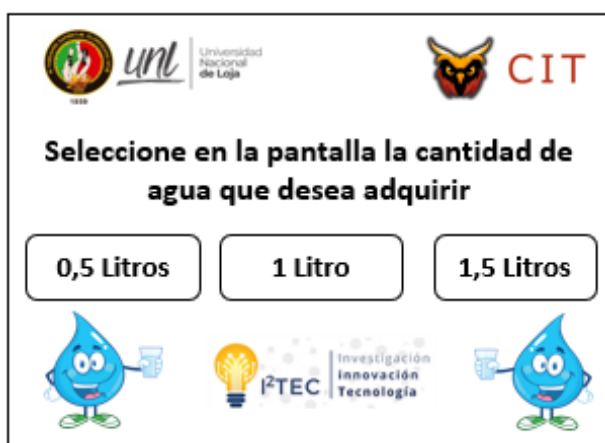 1859
unl
Universidad
Nacional
de Loja
CIT
Seleccione en la pantalla la cantidad de
agua que desea adquirir
0,5 Litros
1 Litro
1,5 Litros
I²TEC
Investigación
Innovación
Tecnología